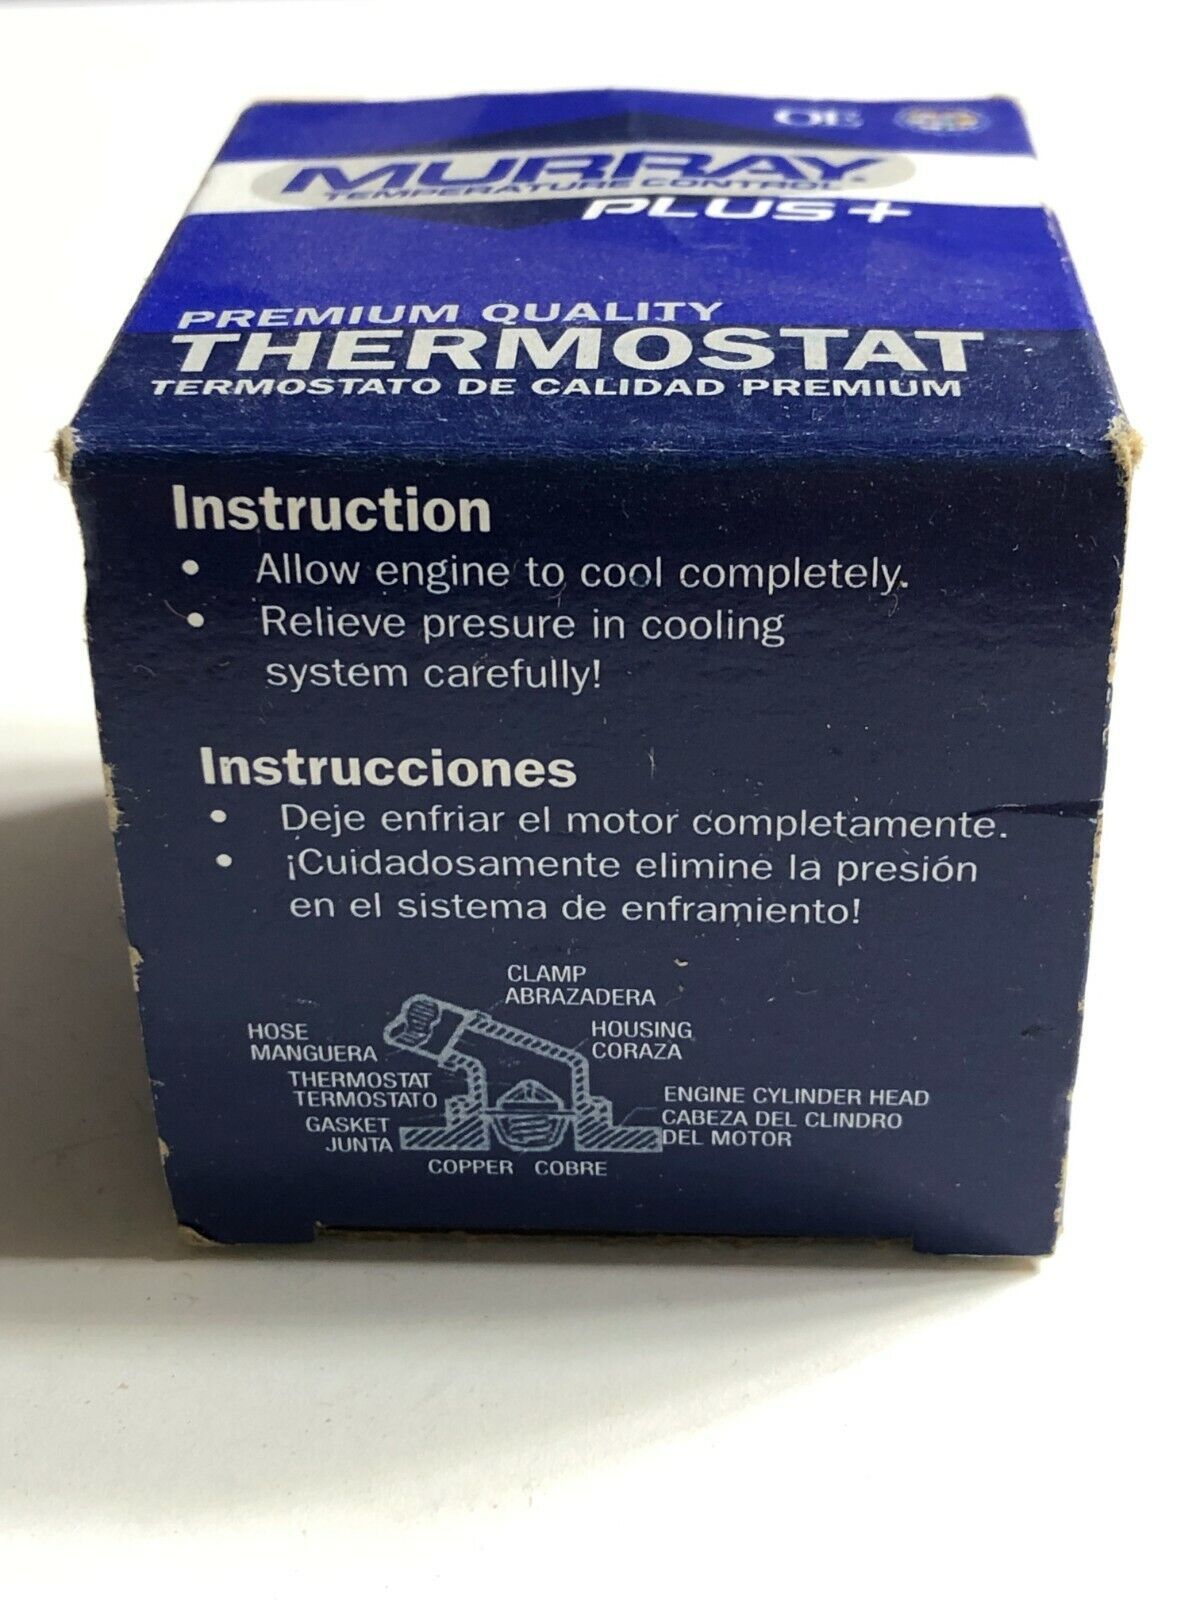 OE
MURRAY
TEMPERATURE CONTROL®
PLUS+
PREMIUM QUALITY
THERMOSTAT
TERMOSTATO DE CALIDAD PREMIUM
Instruction
• Allow engine to cool completely.
• Relieve presure in cooling
system carefully!
Instrucciones
• Deje enfriar el motor completamente.
• ¡Cuidadosamente elimine la presión
en el sistema de enframiento!
CLAMP
ABRAZADERA
HOSE
MANGUERA
HOUSING
CORAZA
THERMOSTAT
TERMOSTATO
ENGINE CYLINDER HEAD
CABEZA DEL CLINDRO
DEL MOTOR
GASKET
JUNTA
COPPER COBRE